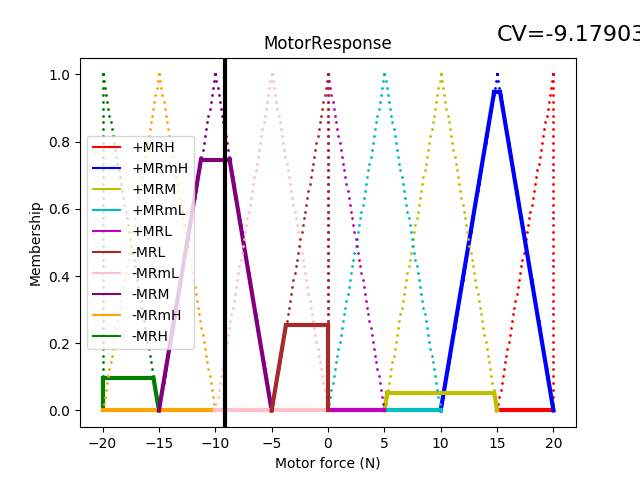 CV=-9.17903
MotorResponse
Membership
1.0
0.8
0.6
0.4
0.2
0.0
+MRH
+MRmH
+MRM
+MRmL
+MRL
-MRL
-MRmL
-MRM
-MRmH
-MRH
−20 −15 −10 −5 0 5 10 15 20
Motor force (N)